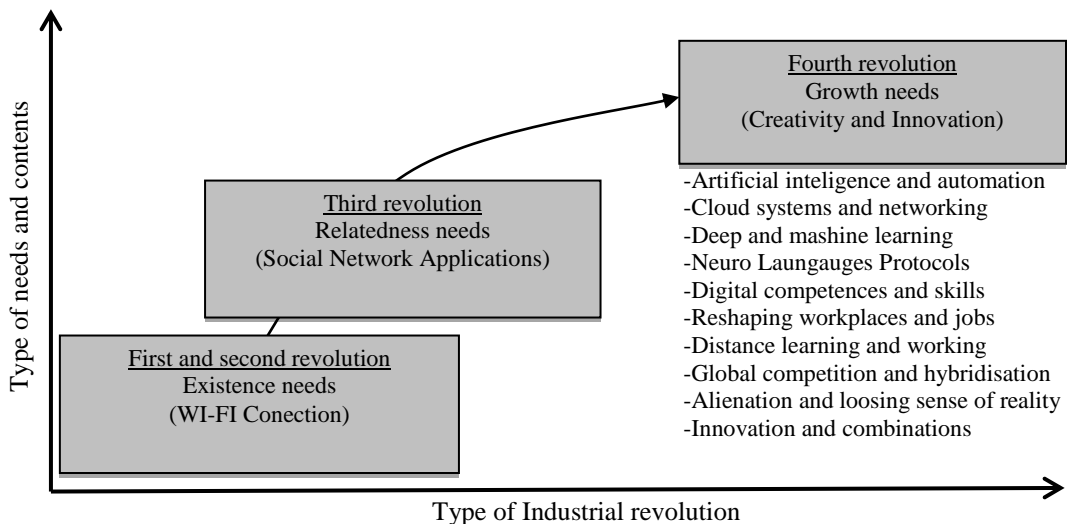 Type of needs and contents
Fourth revolution
Growth needs
(Creativity and Innovation)
-Artificial inteligence and automation
-Cloud systems and networking
-Deep and mashine learning
-Neuro Laungauges Protocols
-Digital competences and skills
-Reshaping workplaces and jobs
-Distance learning and working
-Global competition and hybridisation
-Alienation and loosing sense of reality
-Innovation and combinations
Third revolution
Relatedness needs
(Social Network Applications)
First and second revolution
Existence needs
(WI-FI Conection)
Type of Industrial revolution